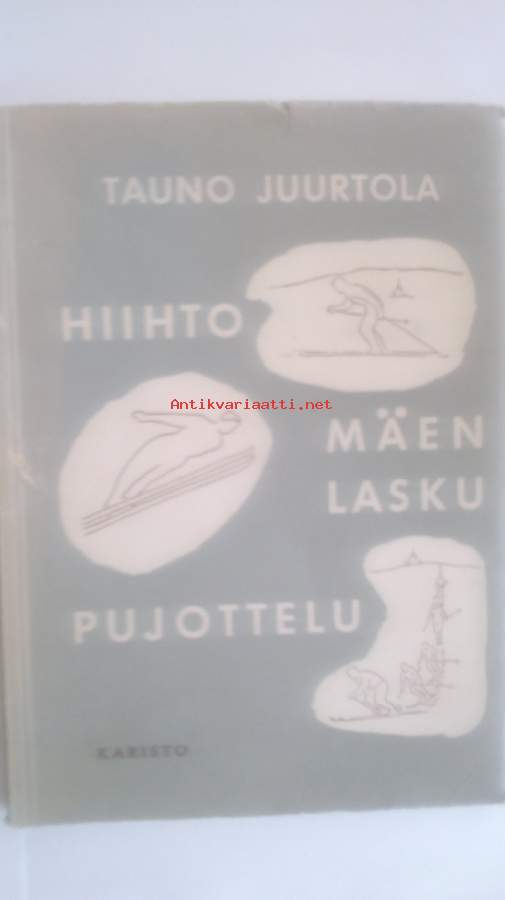 TAUNO JUURTOLA
HIIHTO
Antikvariaatti.net
MÄEN
LASKU
PUJOTTELU
KARISTO